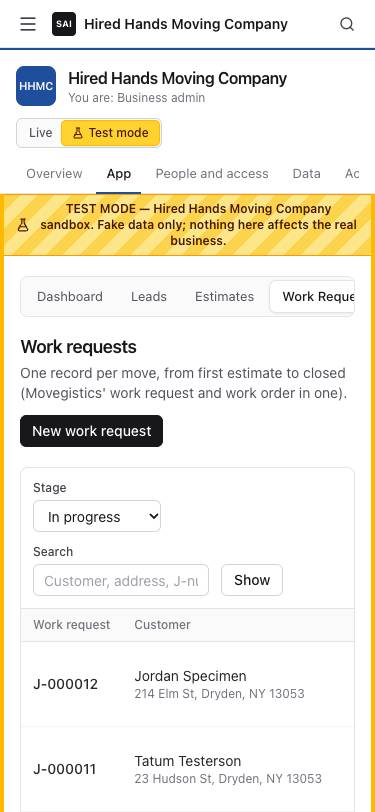 SAI Hired Hands Moving Company
HHMC
Hired Hands Moving Company
You are: Business admin
Live Test mode
Overview App People and access Data Ac
TEST MODE — Hired Hands Moving Company
sandbox. Fake data only; nothing here affects the real
business.
Dashboard Leads Estimates Work Reque
Work requests
One record per move, from first estimate to closed
(Movegistics' work request and work order in one).
New work request
Stage
In progress
Search
Customer, address, J-nu
Show
Work request Customer
J-000012
Jordan Specimen
214 Elm St, Dryden, NY 13053
J-000011
Tatum Testerson
23 Hudson St, Dryden, NY 13053